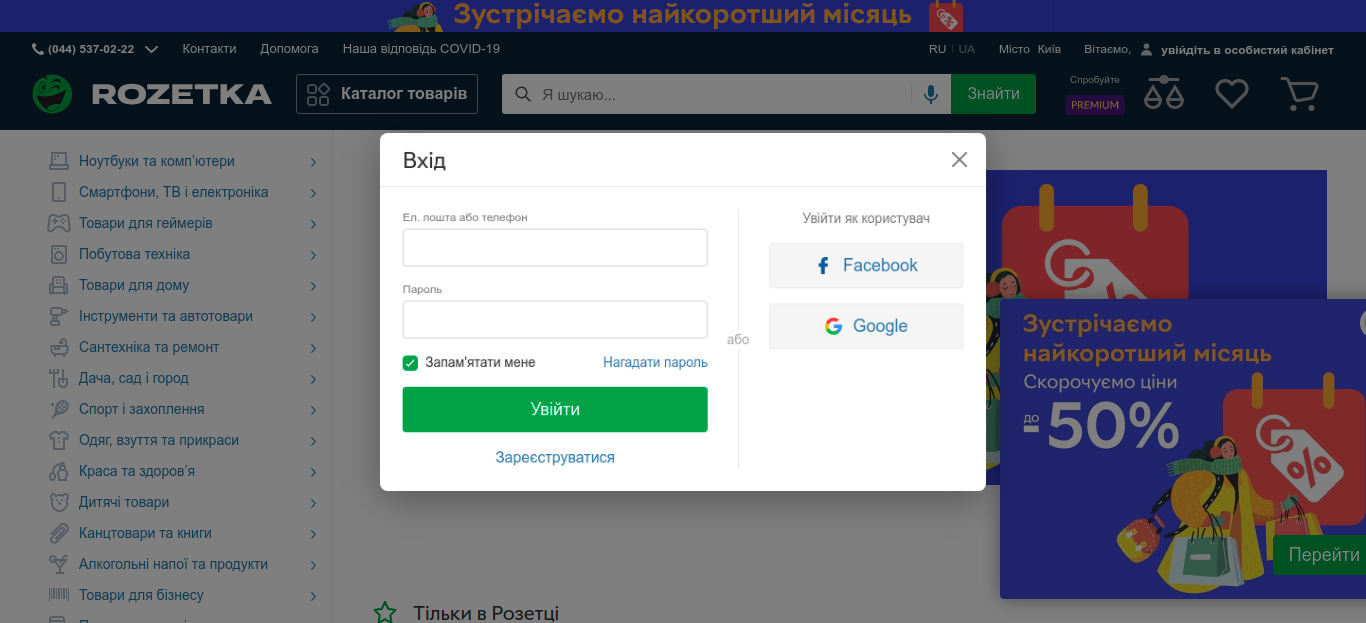 Зустрічаємо найкоротший місяць
(044) 537-02-22
Контакти
Допомога
Наша відповідь COVID-19
RU | UA
Місто Київ
Вітаємо, увійдіть в особистий кабінет
ROZETKA
Каталог товарів
Я шукаю...
Знайти
Спробуйте
PREMIUM
Ноутбуки та комп'ютери
Смартфони, ТВ і електроніка
Товари для геймерів
Побутова техніка
Товари для дому
Інструменти та автотовари
Сантехніка та ремонт
Дача, сад і город
Спорт і захоплення
Одяг, взуття та прикраси
Краса та здоров'я
Дитячі товари
Канцтовари та книги
Алкогольні напої та продукти
Товари для бізнесу
Вхід
Ел. пошта або телефон
Пароль
Запам'ятати мене
Нагадати пароль
Увійти
Зареєструватися
або
Увійти як користувач
Facebook
Google
Зустрічаємо
найкоротший місяць
Скорочуємо ціни
до
-50%
%
Перейти
Тільки в Розетці